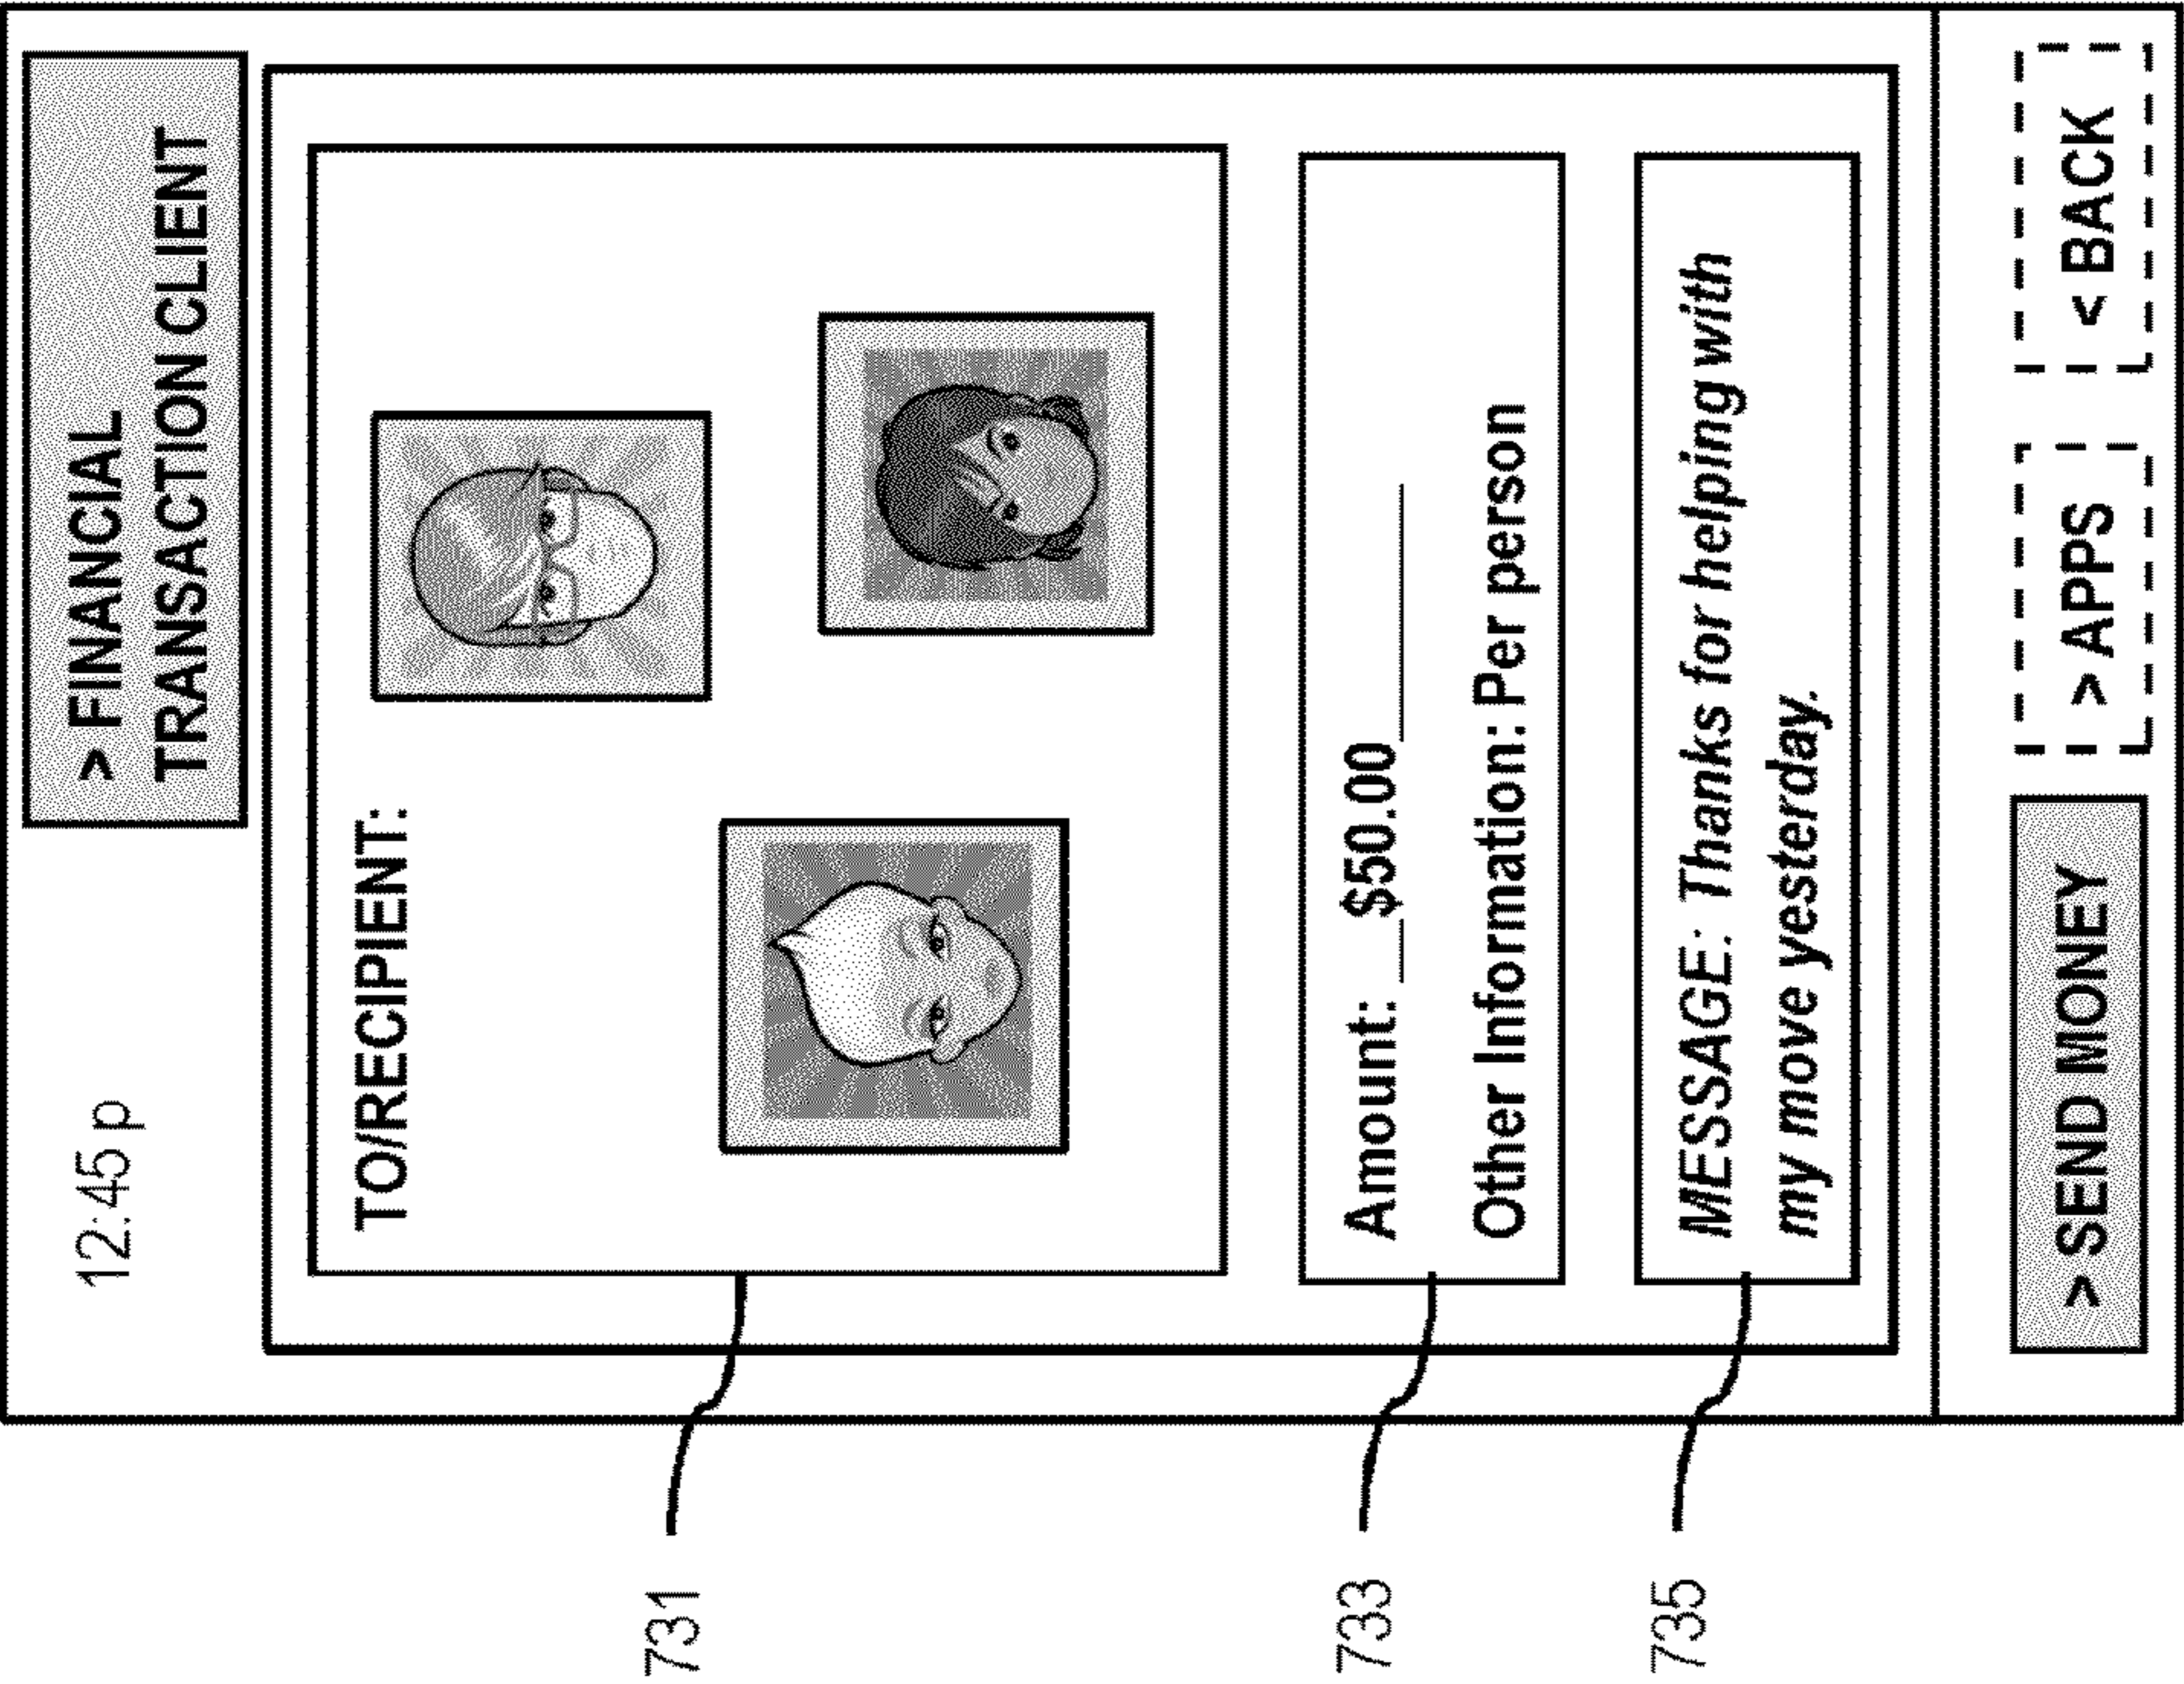 12:45 p
> FINANCIAL
TRANSACTION CLIENT
TO/RECIPIENT:
731
Amount: __$50.00________
Other Information: Per person
733
MESSAGE: Thanks for helping with
my move yesterday.
735
> SEND MONEY
> APPS
< BACK